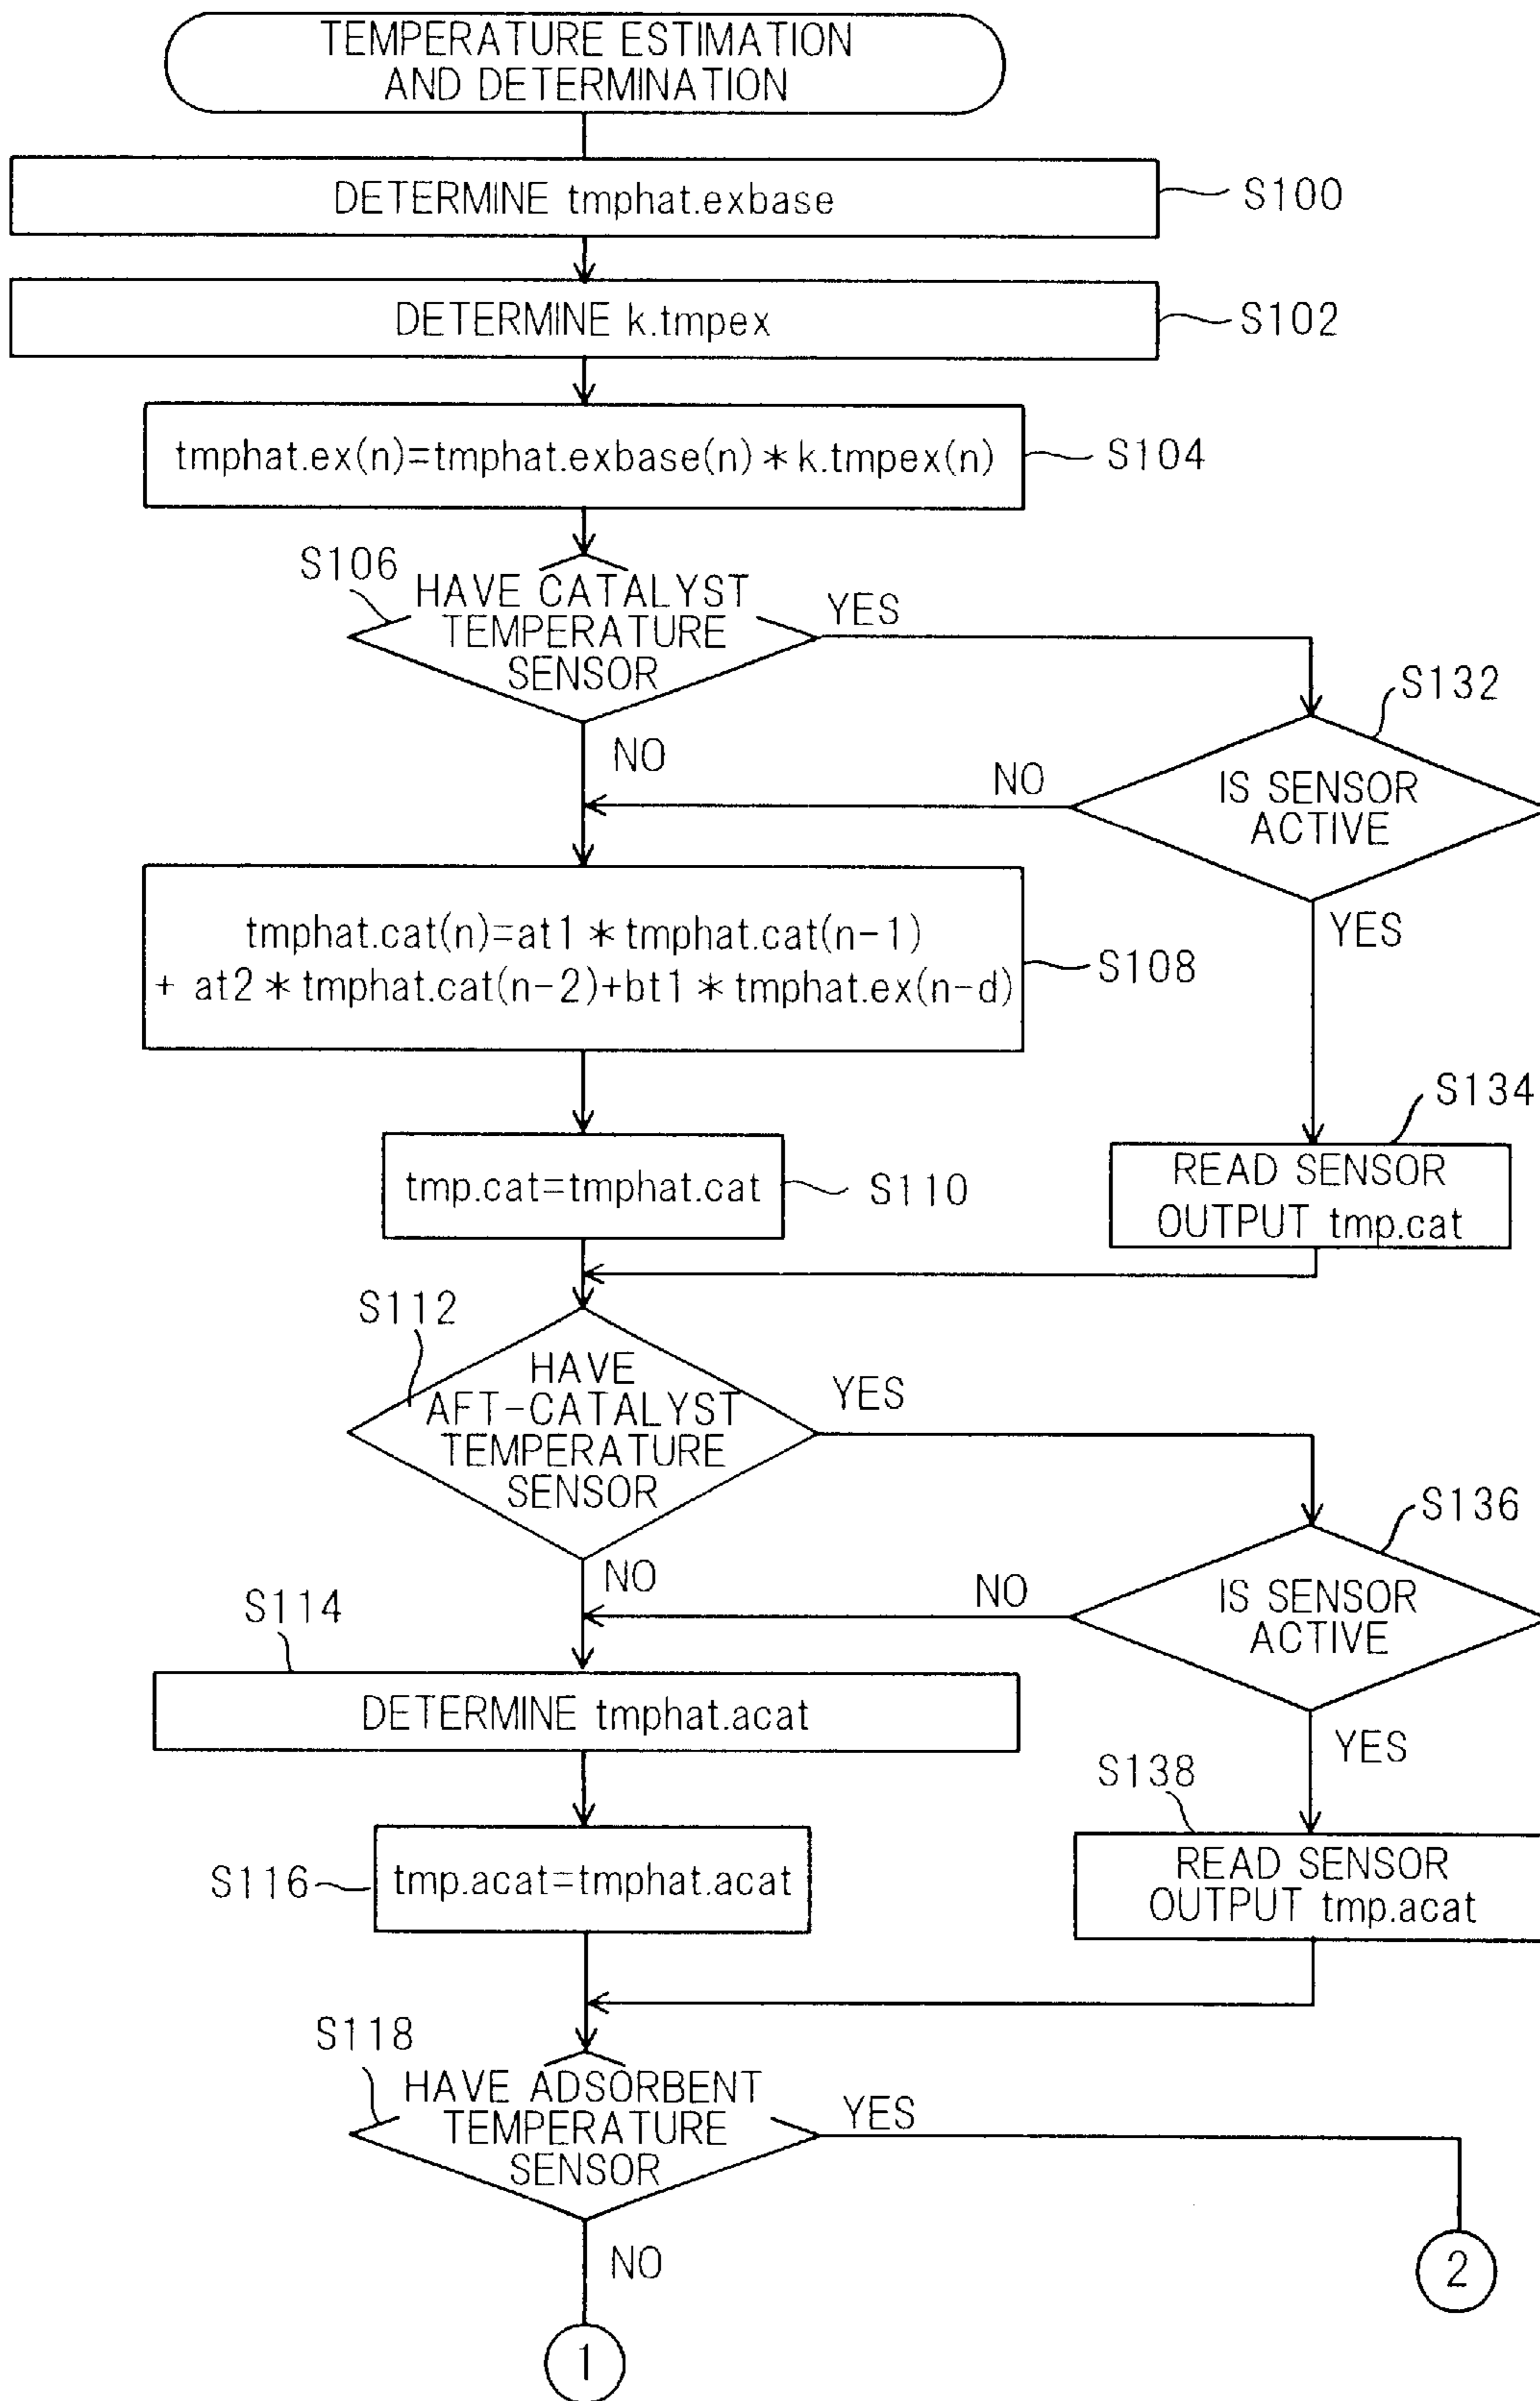 TEMPERATURE ESTIMATION
AND DETERMINATION
DETERMINE tmphat.exbase
S100
DETERMINE k.tmpex
S102
tmphat.ex(n)=tmphat.exbase(n)*k.tmpex(n)
S104
S106
HAVE CATALYST
TEMPERATURE
SENSOR
YES
NO
S132
IS SENSOR
ACTIVE
NO
YES
tmphat.cat(n)=at1*tmphat.cat(n-1)
+ at2*tmphat.cat(n-2)+bt1*tmphat.ex(n-d)
S108
S134
READ SENSOR
OUTPUT tmp.cat
tmp.cat=tmphat.cat
S110
S112
HAVE
AFT-CATALYST
TEMPERATURE
SENSOR
YES
NO
S136
IS SENSOR
ACTIVE
NO
YES
S114
DETERMINE tmphat.acat
S138
READ SENSOR
OUTPUT tmp.acat
S116
tmp.acat=tmphat.acat
S118
HAVE ADSORBENT
TEMPERATURE
SENSOR
YES
NO
2
1